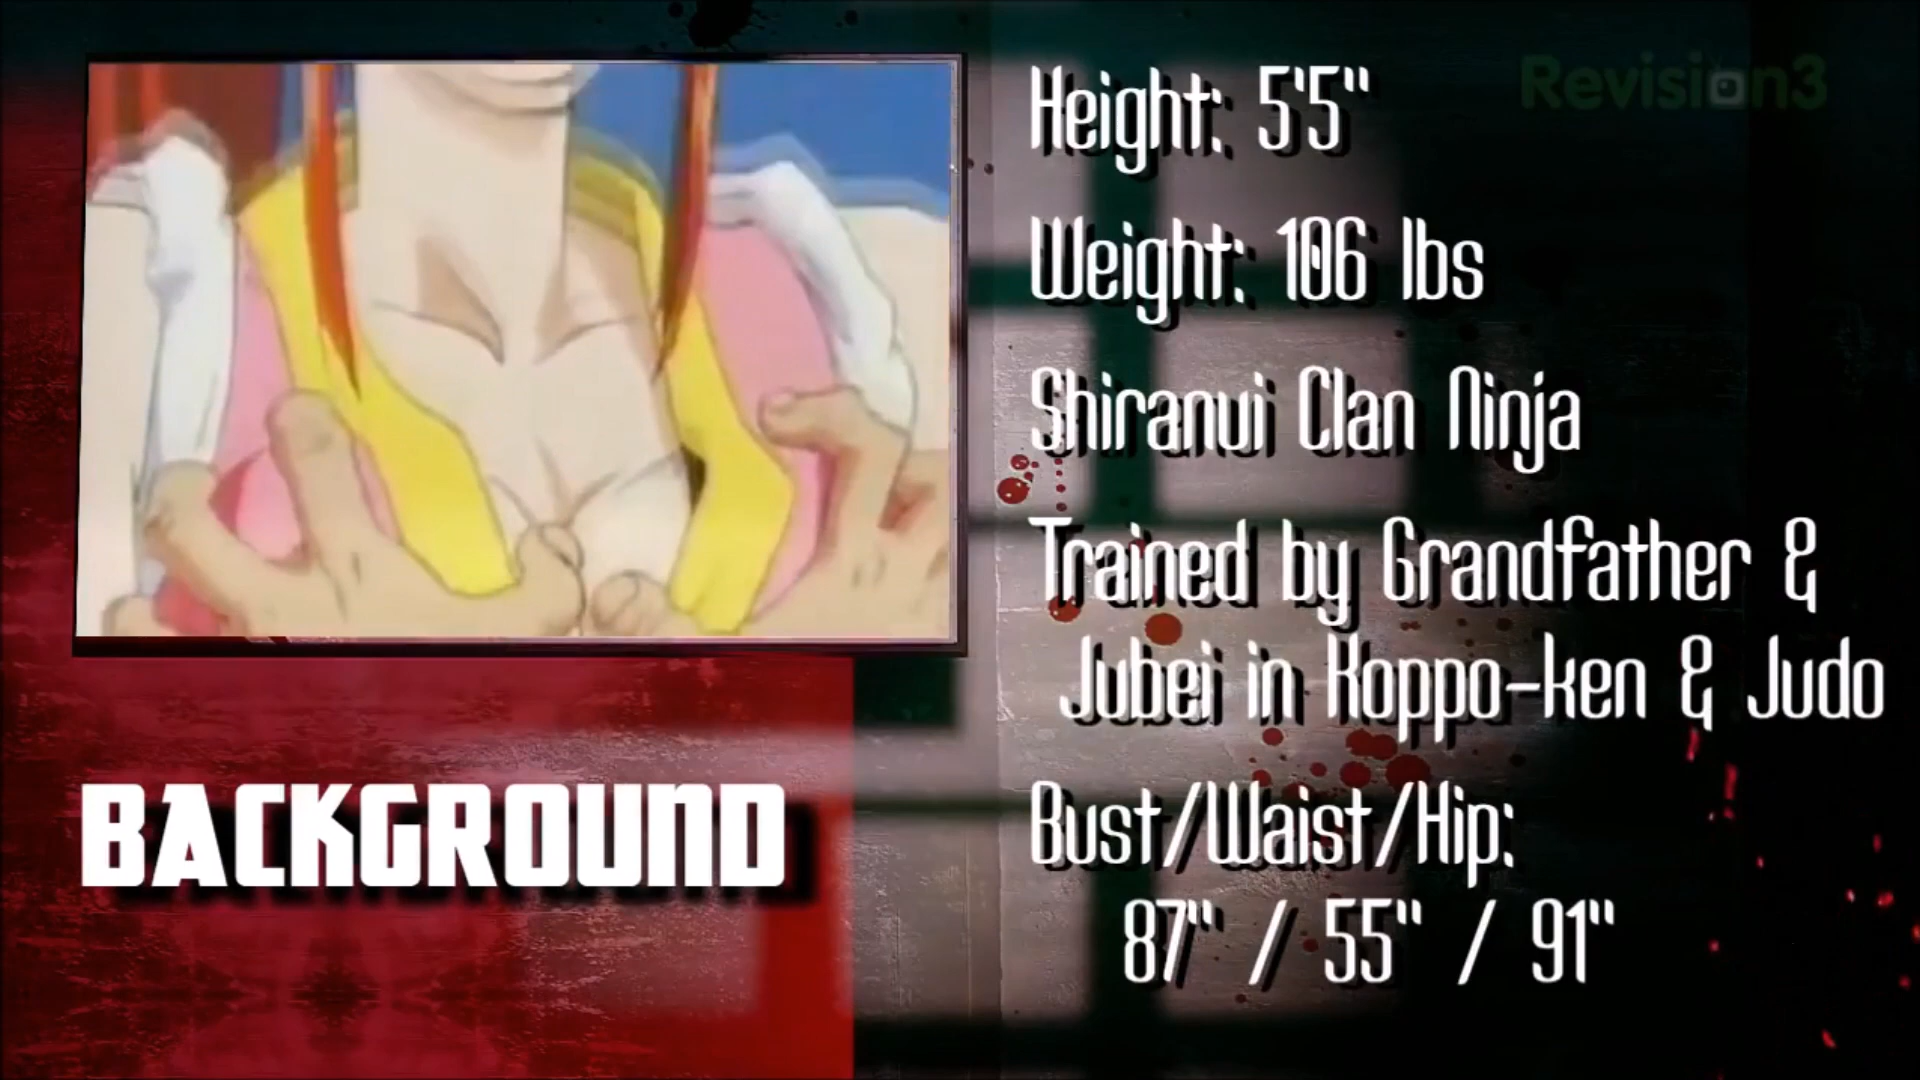 Revision3
Height: 5'5"
Weight: 106 lbs
Shiranui Clan Ninja
Trained by Grandfather &
Jubei in Koppo-ken & Judo
Bust/Waist/Hip:
87" / 55" / 91"
BACKGROUND